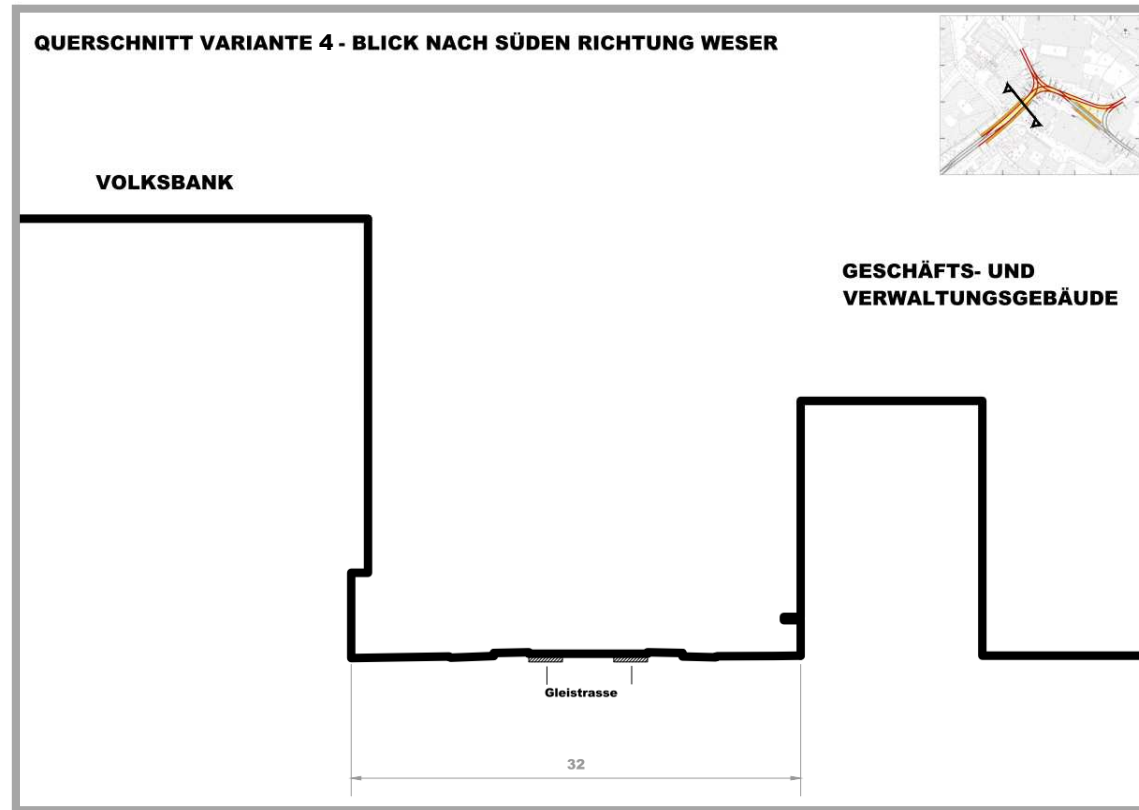 QUERSCHNITT VARIANTE 4 - BLICK NACH SÜDEN RICHTUNG WESER
VOLKSBANK
GESCHÄFTS- UND
VERWALTUNGSGEBÄUDE
Gleistrasse
32